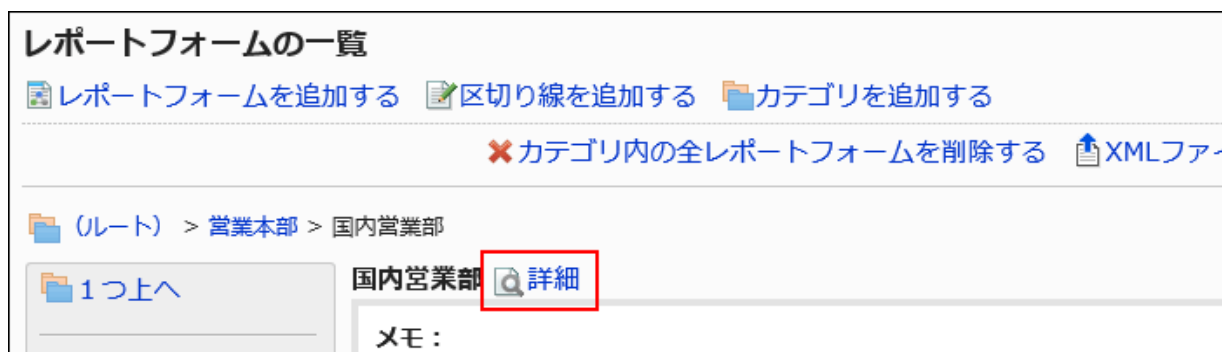 レポートフォームの一覧
レポートフォームを追加する 区切り線を追加する カテゴリを追加する
カテゴリ内の全レポートフォームを削除する XMLファイ
（ルート） > 営業本部 > 国内営業部
1つ上へ
国内営業部 詳細
メモ：